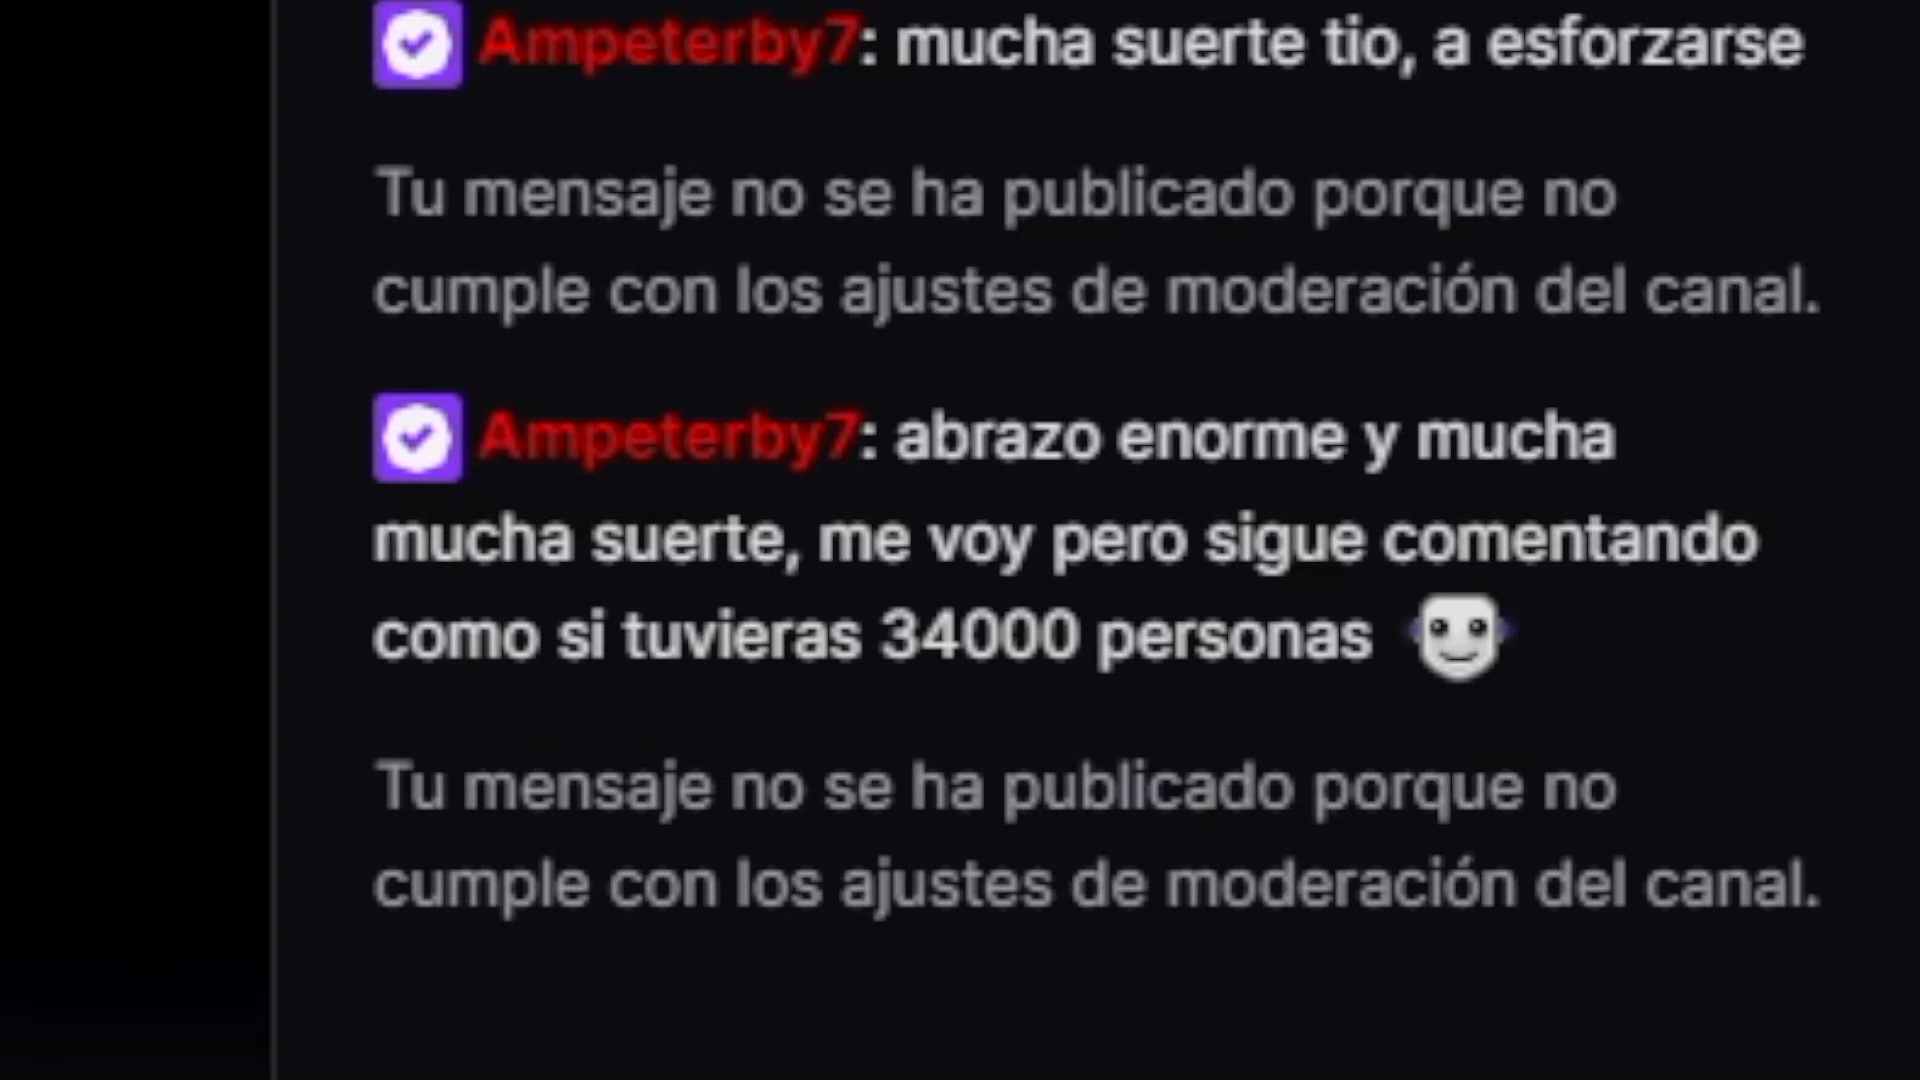 Ampeterby7: mucha suerte tio, a esforzarse
Tu mensaje no se ha publicado porque no
cumple con los ajustes de moderación del canal.
Ampeterby7: abrazo enorme y mucha
mucha suerte, me voy pero sigue comentando
como si tuvieras 34000 personas
Tu mensaje no se ha publicado porque no
cumple con los ajustes de moderación del canal.